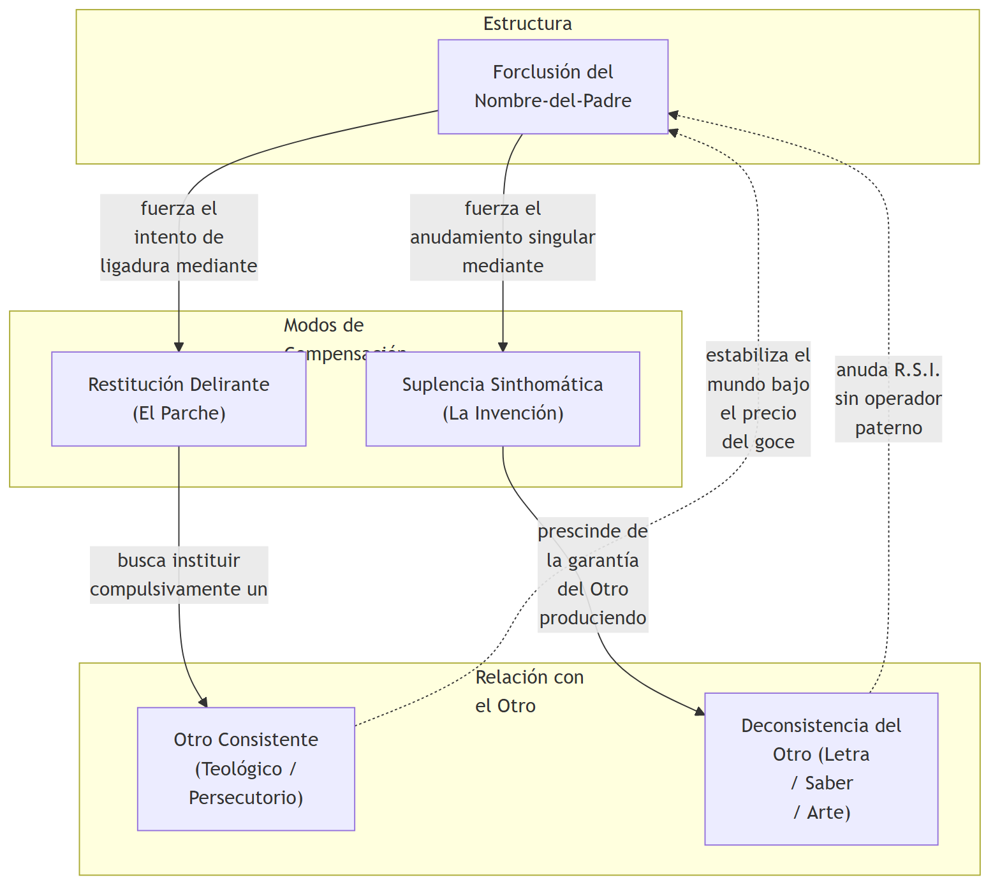 Estructura
Forclusión del
Nombre-del-Padre
fuerza el
intento de
ligadura mediante
fuerza el
anudamiento singular
mediante
Modos de
Compensación
Restitución Delirante
(El Parche)
Suplencia Sinthomática
(La Invención)
estabiliza el
mundo bajo
el precio
del goce
anuda R.S.I.
sin operador
paterno
busca instituir
compulsivamente un
prescinde de
la garantía
del Otro
produciendo
Relación con
el Otro
Otro Consistente
(Teológico /
Persecutorio)
Deconsistencia del
Otro (Letra
/ Saber
/ Arte)